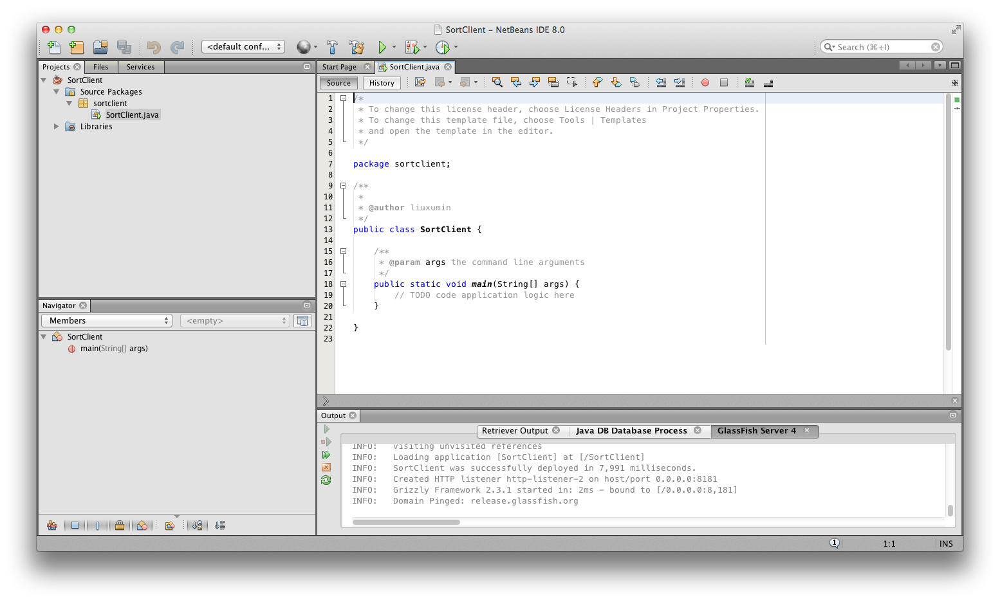 SortClient – NetBeans IDE 8.0
<default conf...
Search (⌘+I)
Projects
Files
Services
SortClient
Source Packages
sortclient
SortClient.java
Libraries
Navigator
Members
<empty>
SortClient
main(String[] args)
Start Page
SortClient.java
Source
History
1 /*
2 * To change this license header, choose License Headers in Project Properties.
3 * To change this template file, choose Tools | Templates
4 * and open the template in the editor.
5 */
6
7 package sortclient;
8
9 /**
10 *
11 * @author liuxumin
12 */
13 public class SortClient {
14
15 /**
16 * @param args the command line arguments
17 */
18 public static void main(String[] args) {
19 // TODO code application logic here
20 }
21
22 }
23
Output
Retriever Output
Java DB Database Process
GlassFish Server 4
INFO: visiting unvisited references
INFO: Loading application [SortClient] at [/SortClient]
INFO: SortClient was successfully deployed in 7,991 milliseconds.
INFO: Created HTTP listener http-listener-2 on host/port 0.0.0.0:8181
INFO: Grizzly Framework 2.3.1 started in: 2ms - bound to [/0.0.0.0:8,181]
INFO: Domain Pinged: release.glassfish.org
1
1:1
INS